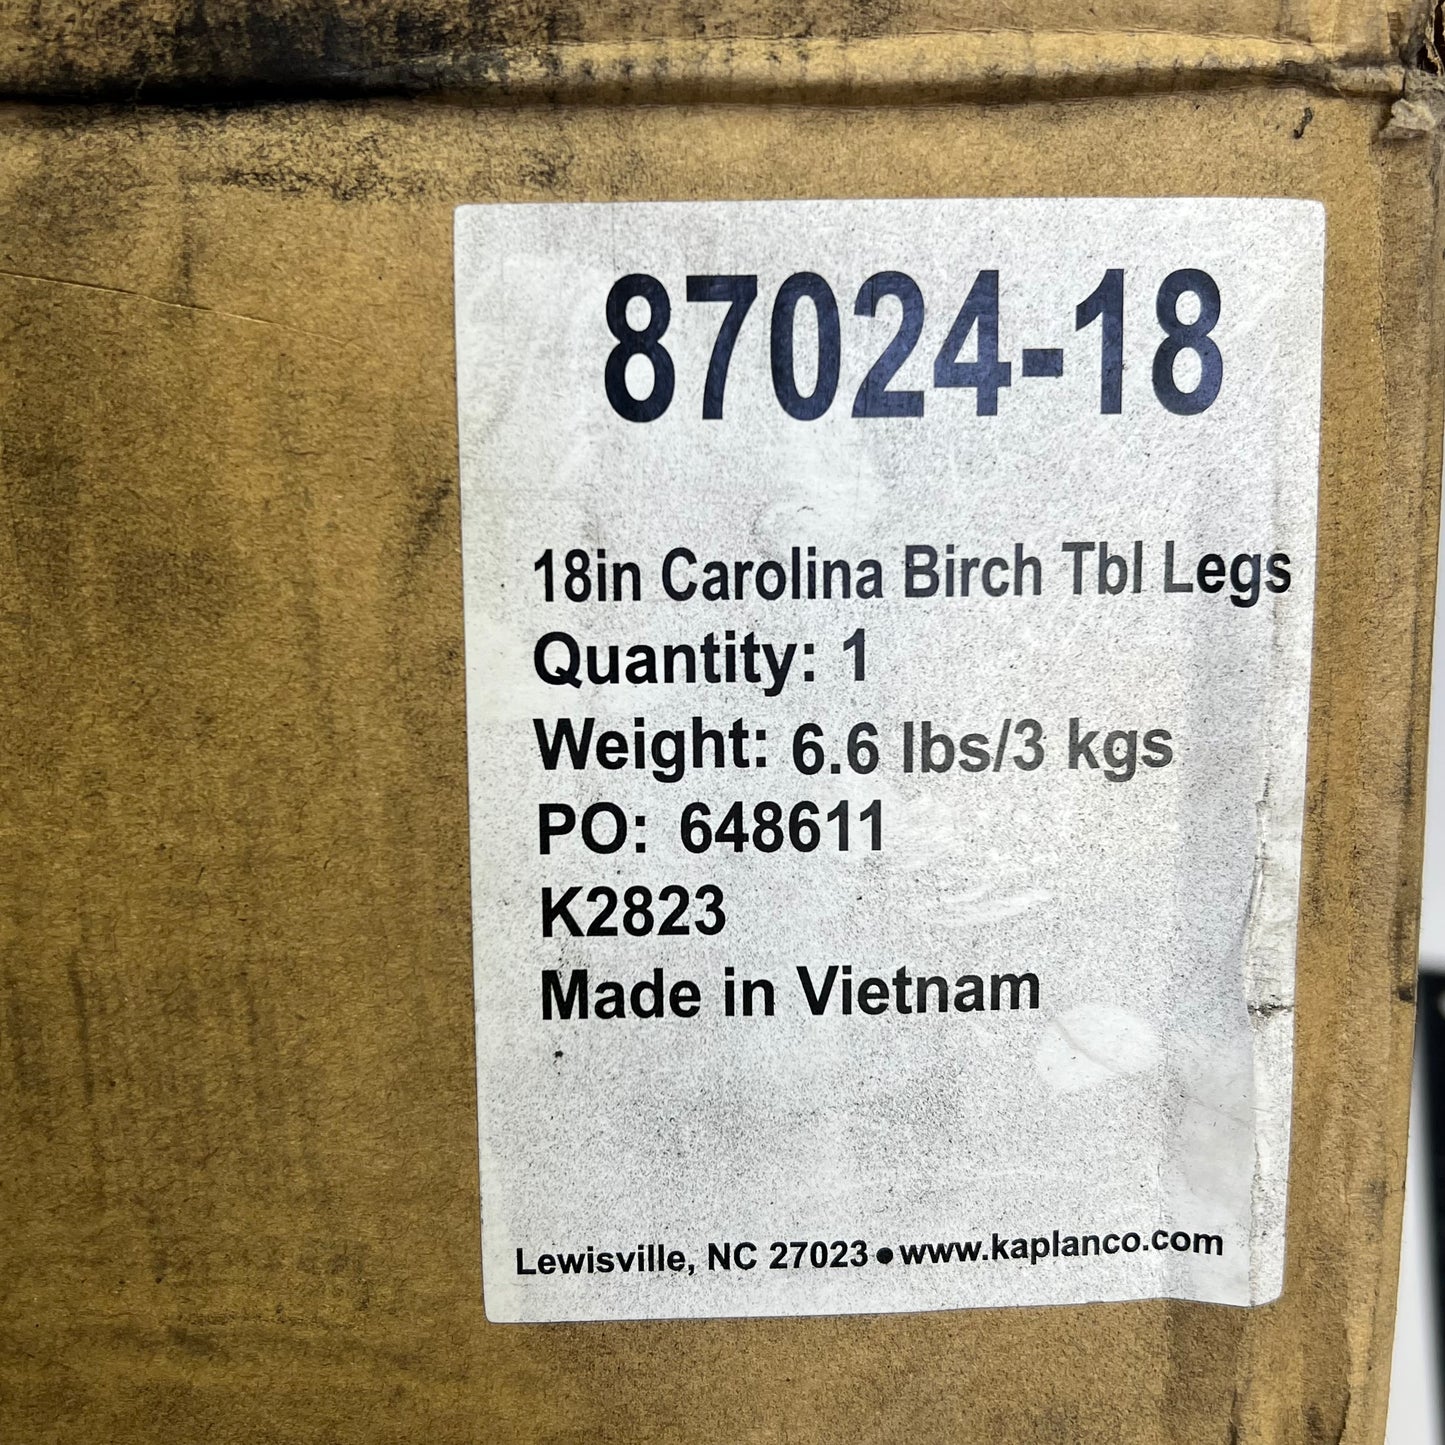 87024-18
18in Carolina Birch Tbl Legs
Quantity: 1
Weight: 6.6 lbs/3 kgs
PO: 648611
K2823
Made in Vietnam
Lewisville, NC 27023●www.kaplanco.com